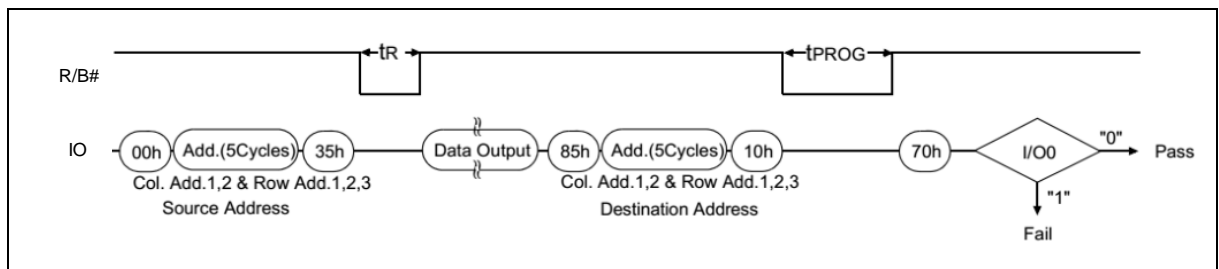 tR
tPROG
R/B#
IO
00h
Add.(5Cycles)
35h
Data Output
85h
Add.(5Cycles)
10h
70h
I/O0
"0"
Pass
Col. Add.1,2 & Row Add.1,2,3
Source Address
Col. Add.1,2 & Row Add.1,2,3
Destination Address
"1"
Fail